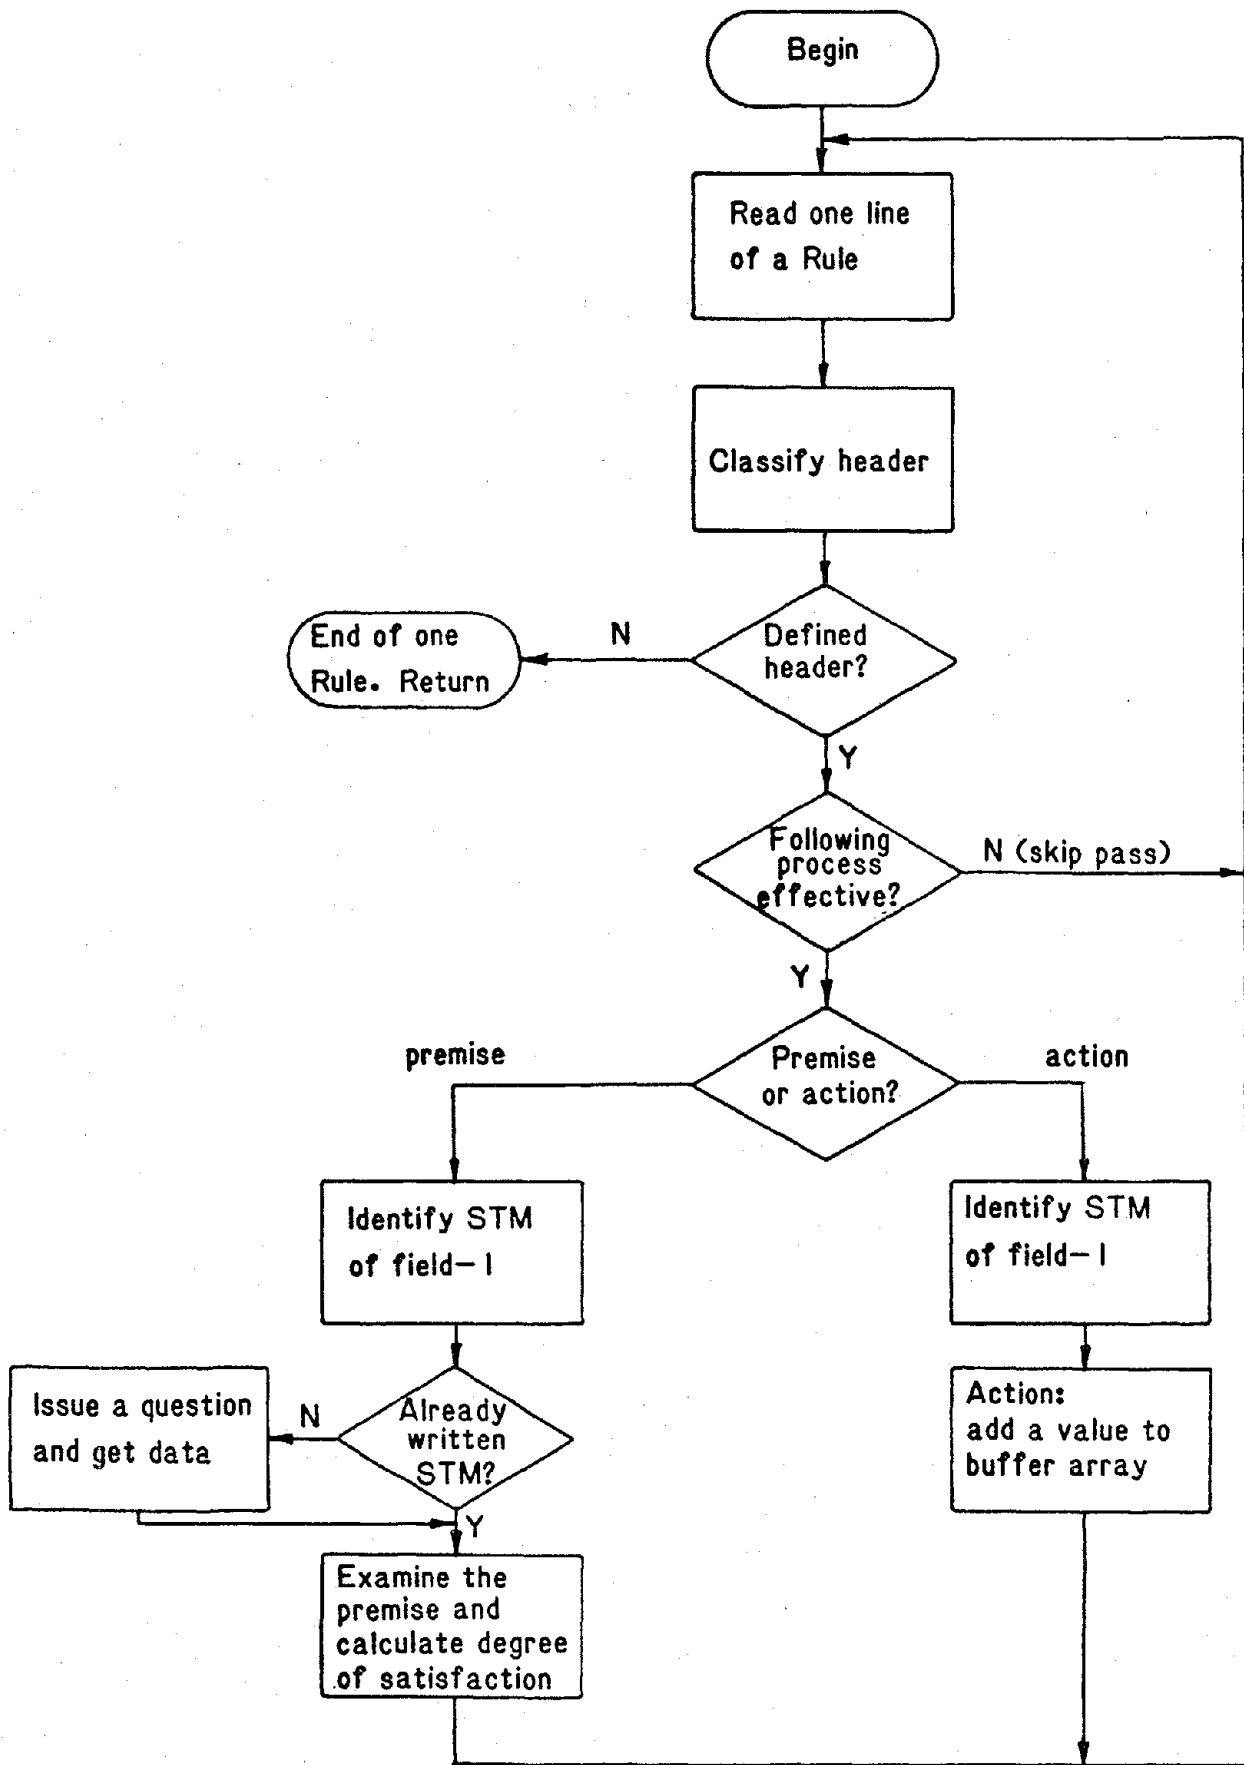 Begin
Read one line
of a Rule
Classify header
Defined
header?
N
End of one
Rule. Return
Y
Following
process
effective?
N (skip pass)
Y
Premise
or action?
premise
action
Identify STM
of field-1
Identify STM
of field-1
Already
written
STM?
N
Issue a question
and get data
Y
Action:
add a value to
buffer array
Examine the
premise and
calculate degree
of satisfaction